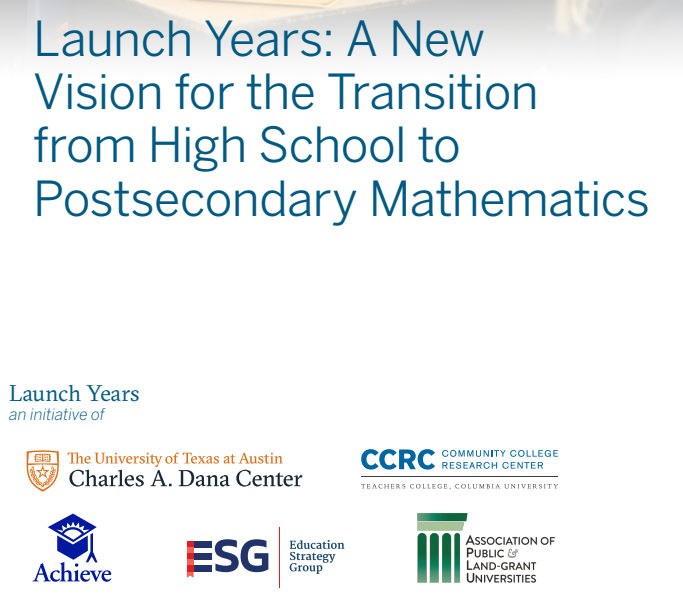 Launch Years: A New
Vision for the Transition
from High School to
Postsecondary Mathematics
Launch Years
an initiative of
The University of Texas at Austin
Charles A. Dana Center
CCRC COMMUNITY COLLEGE
RESEARCH CENTER
TEACHERS COLLEGE, COLUMBIA UNIVERSITY
Achieve
ESG
Education
Strategy
Group
ASSOCIATION OF
PUBLIC &
LAND-GRANT
UNIVERSITIES